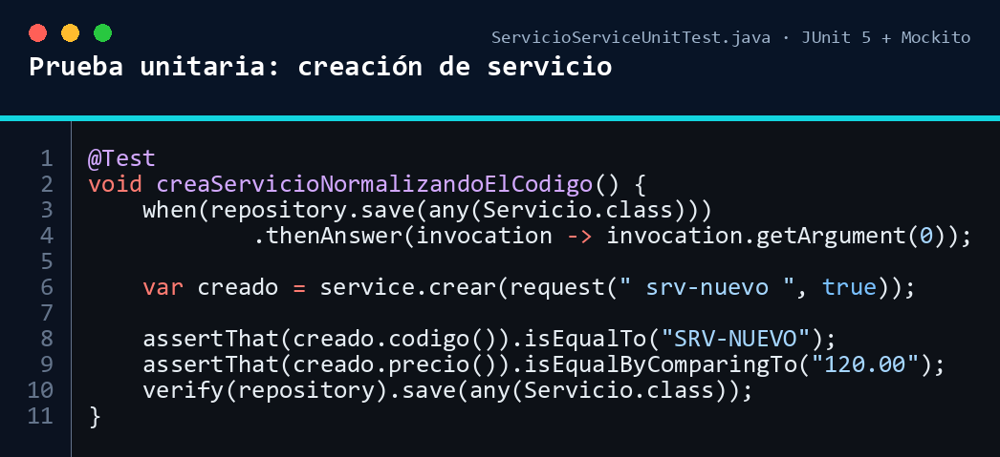 ServicioServiceUnitTest.java · JUnit 5 + Mockito
Prueba unitaria: creación de servicio
1 @Test
2 void creaServicioNormalizandoElCodigo() {
3     when(repository.save(any(Servicio.class)))
4             .thenAnswer(invocation -> invocation.getArgument(0));
5
6     var creado = service.crear(request(" srv-nuevo ", true));
7
8     assertThat(creado.codigo()).isEqualTo("SRV-NUEVO");
9     assertThat(creado.precio()).isEqualByComparingTo("120.00");
10     verify(repository).save(any(Servicio.class));
11 }